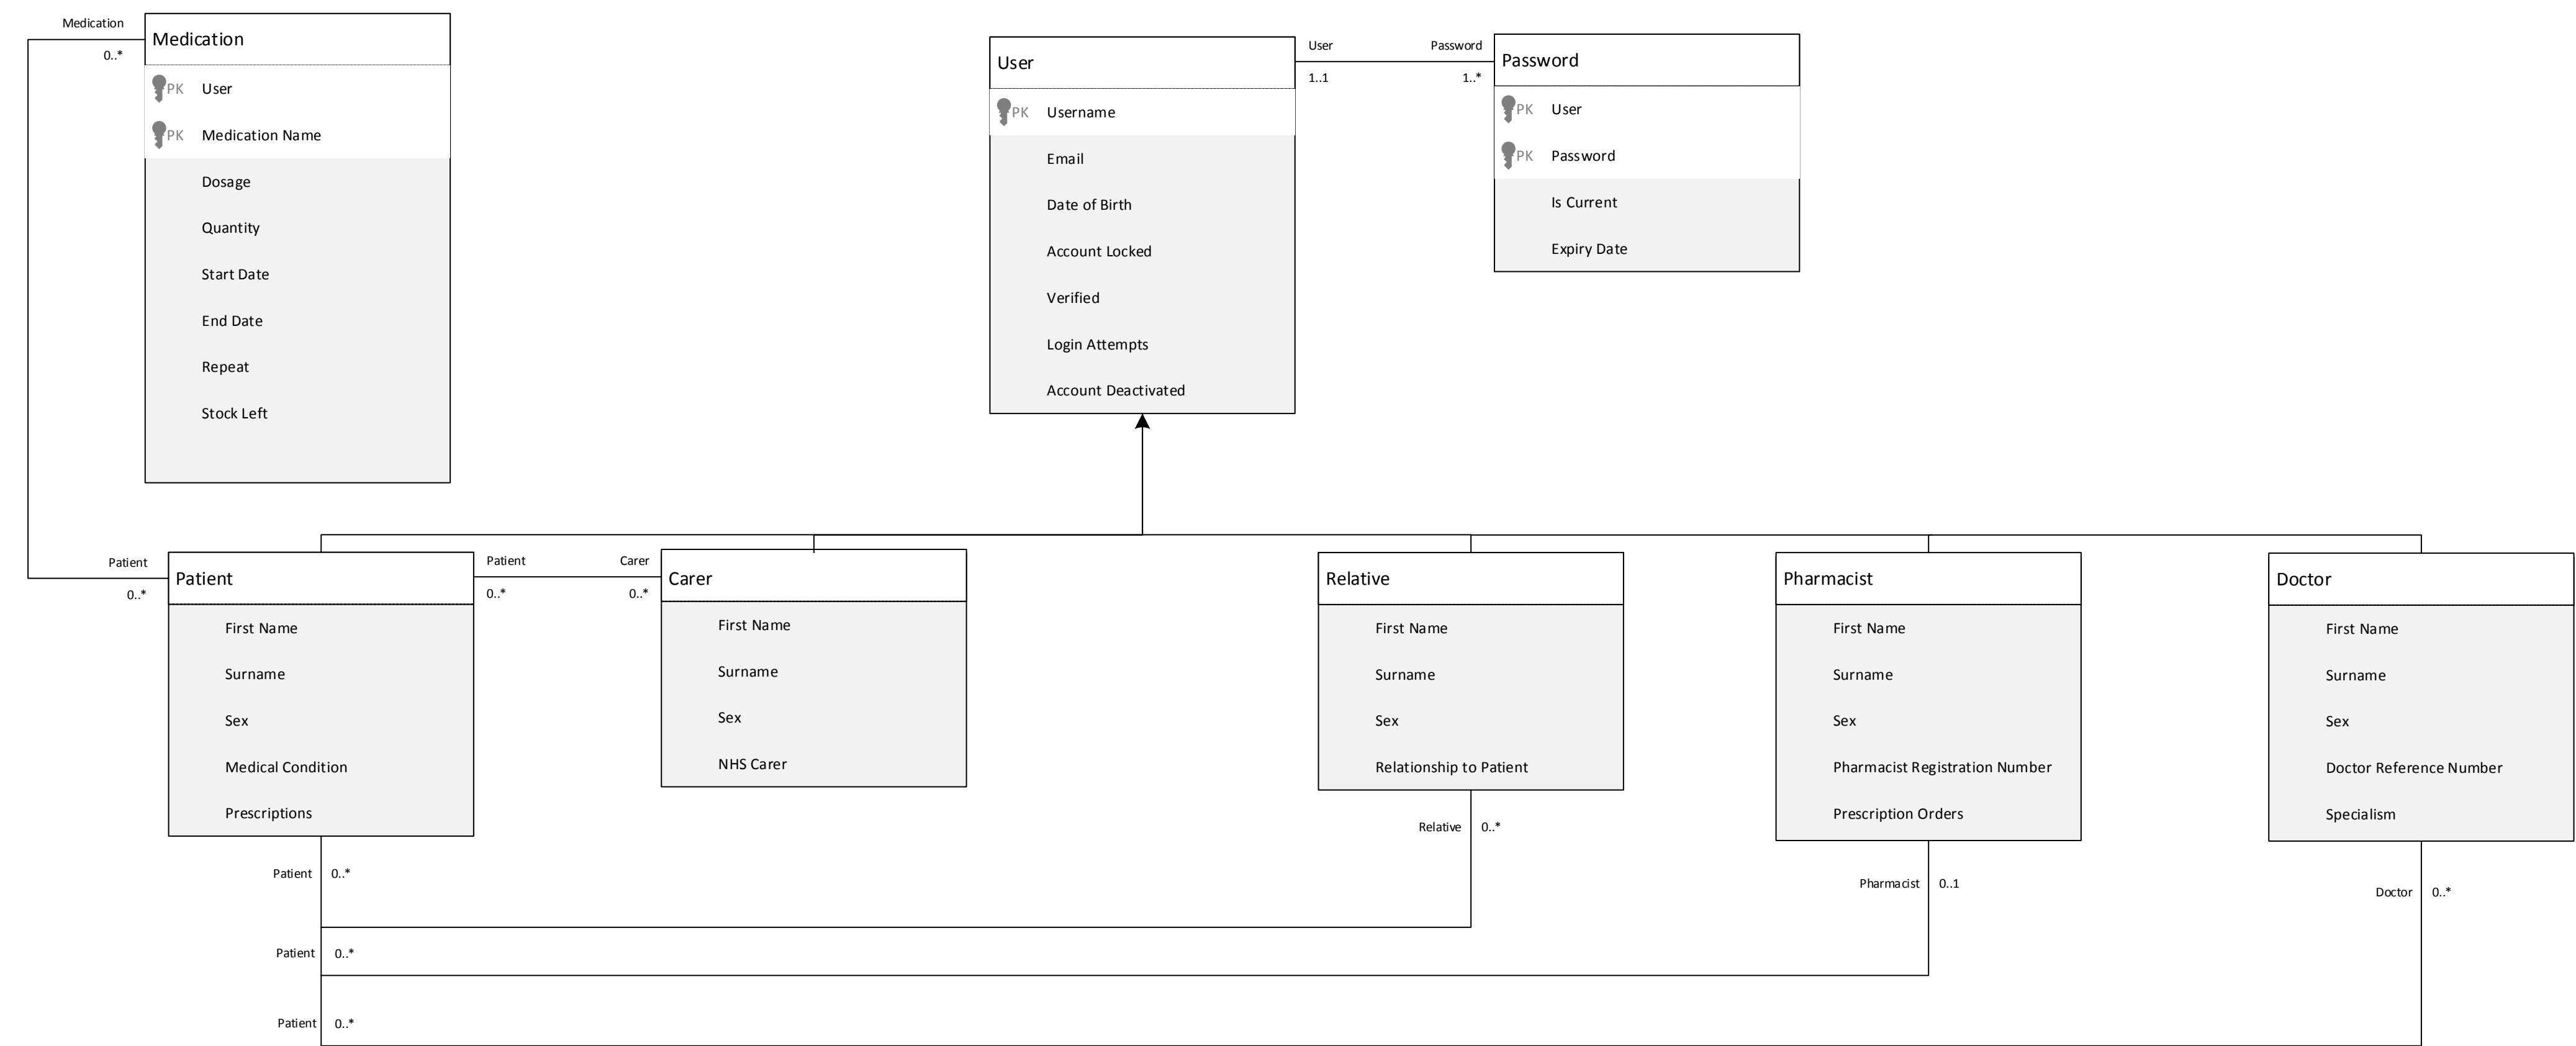 Medication
0..*
Medication
PK User
PK Medication Name
Dosage
Quantity
Start Date
End Date
Repeat
Stock Left
User
PK Username
Email
Date of Birth
Account Locked
Verified
Login Attempts
Account Deactivated
User
1..1
Password
1..*
Password
PK User
PK Password
Is Current
Expiry Date
Patient
0..*
Patient
First Name
Surname
Sex
Medical Condition
Prescriptions
Patient
0..*
Carer
0..*
Carer
First Name
Surname
Sex
NHS Carer
Relative
First Name
Surname
Sex
Relationship to Patient
Pharmacist
First Name
Surname
Sex
Pharmacist Registration Number
Prescription Orders
Doctor
First Name
Surname
Sex
Doctor Reference Number
Specialism
Relative 0..*
Patient 0..*
Pharmacist 0..1
Doctor 0..*
Patient 0..*
Patient 0..*